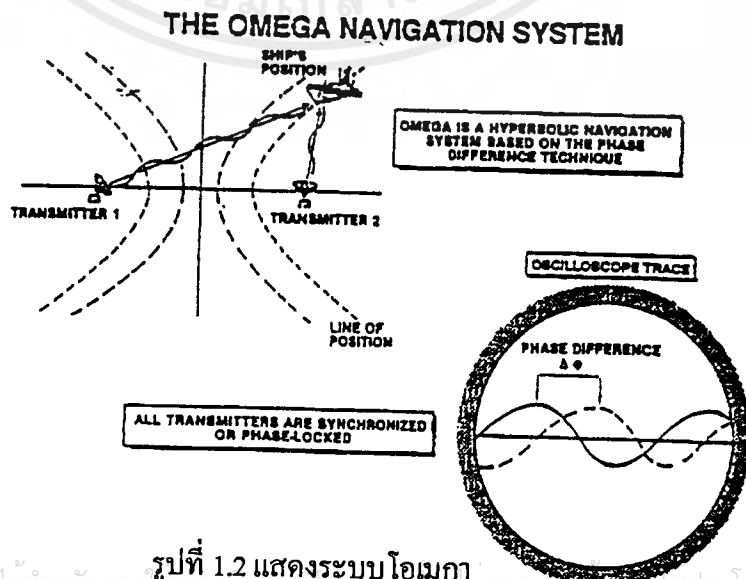 THE OMEGA NAVIGATION SYSTEM
SHIP'S
POSITION
OMEGA IS A HYPERBOLIC NAVIGATION
SYSTEM BASED ON THE PHASE
DIFFERENCE TECHNIQUE
TRANSMITTER 1
TRANSMITTER 2
OSCILLOSCOPE TRACE
LINE OF
POSITION
PHASE DIFFERENCE
Δ φ
ALL TRANSMITTERS ARE SYNCHRONIZED
OR PHASE-LOCKED
รูปที่ 1.2 แสดงระบบโอเมกา